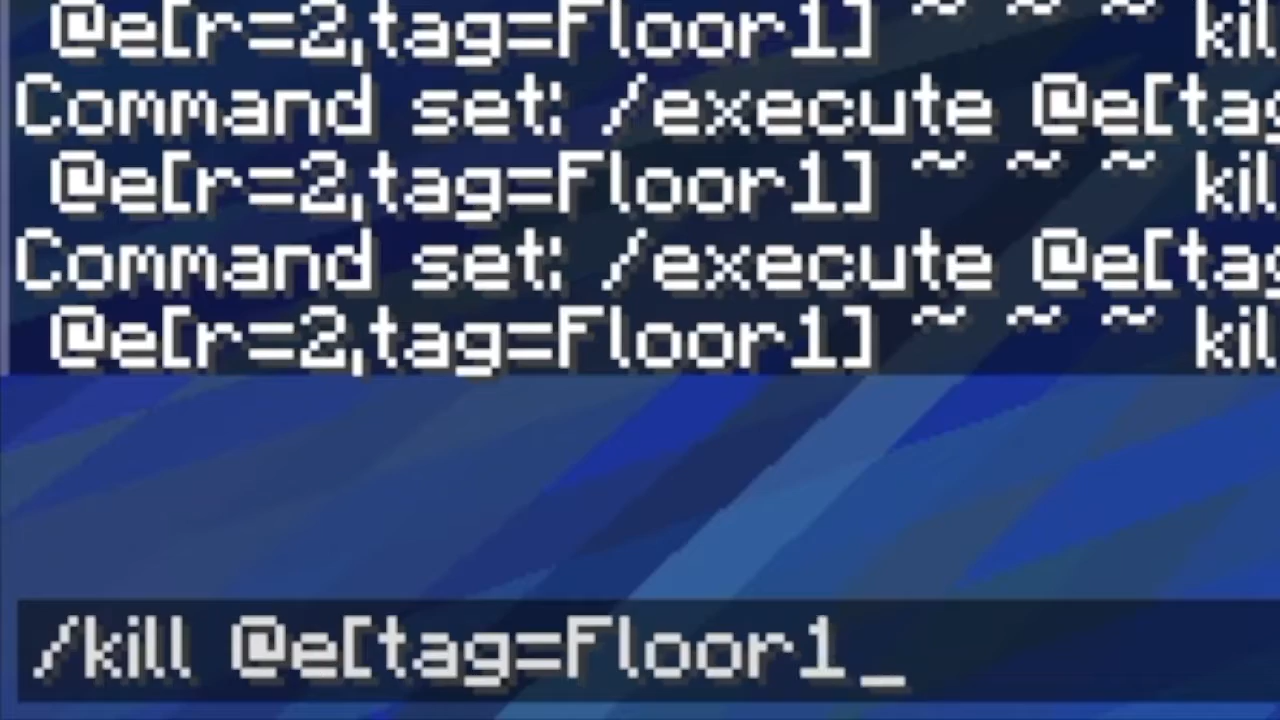 @e[r=2,tag=Floor1] ~ ~ ~ kil
Command set: /execute @e[tag
@e[r=2,tag=Floor1] ~ ~ ~ kil
Command set: /execute @e[tag
@e[r=2,tag=Floor1] ~ ~ ~ kil
/kill @e[tag=Floor1_